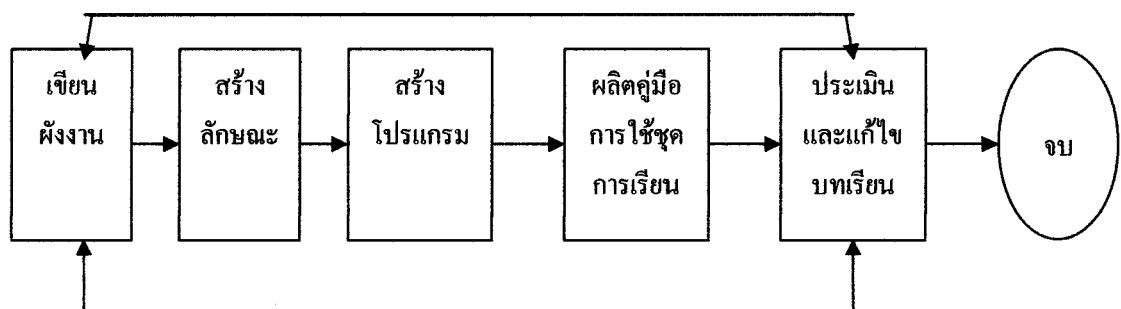 เขียน
ผังงาน
สร้าง
ลักษณะ
สร้าง
โปรแกรม
ผลิตคู่มือ
การใช้ชุด
การเรียน
ประเมิน
และแก้ไข
บทเรียน
จบ